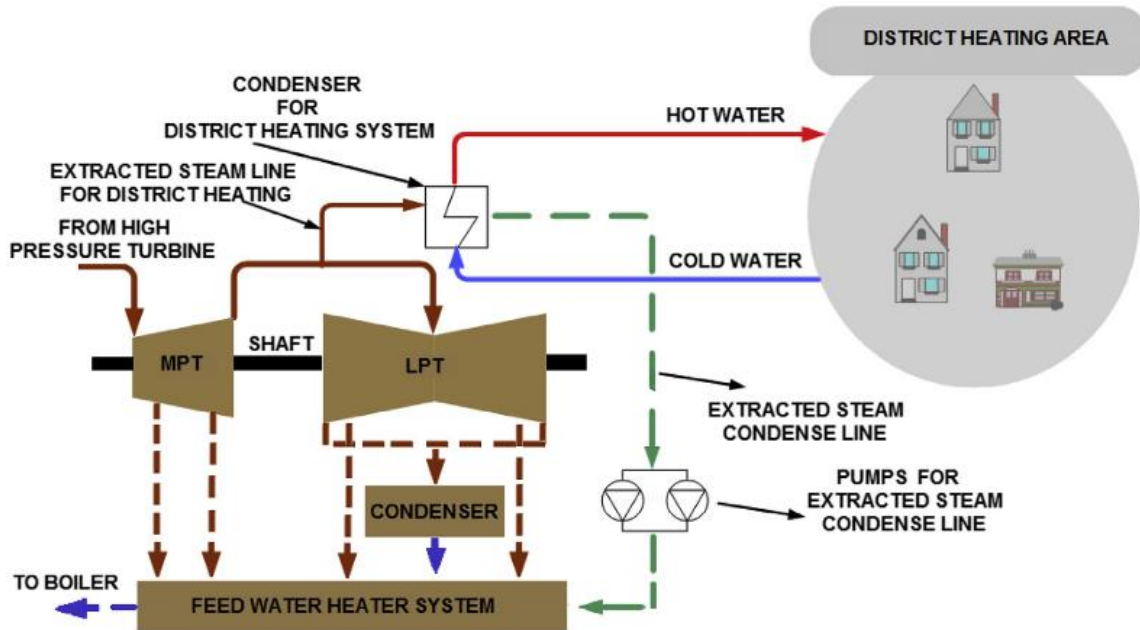 DISTRICT HEATING AREA
CONDENSER
FOR
DISTRICT HEATING SYSTEM
HOT WATER
EXTRACTED STEAM LINE
FOR DISTRICT HEATING
FROM HIGH
PRESSURE TURBINE
COLD WATER
SHAFT
MPT
LPT
EXTRACTED STEAM
CONDENSE LINE
PUMPS FOR
EXTRACTED STEAM
CONDENSE LINE
CONDENSER
TO BOILER
FEED WATER HEATER SYSTEM